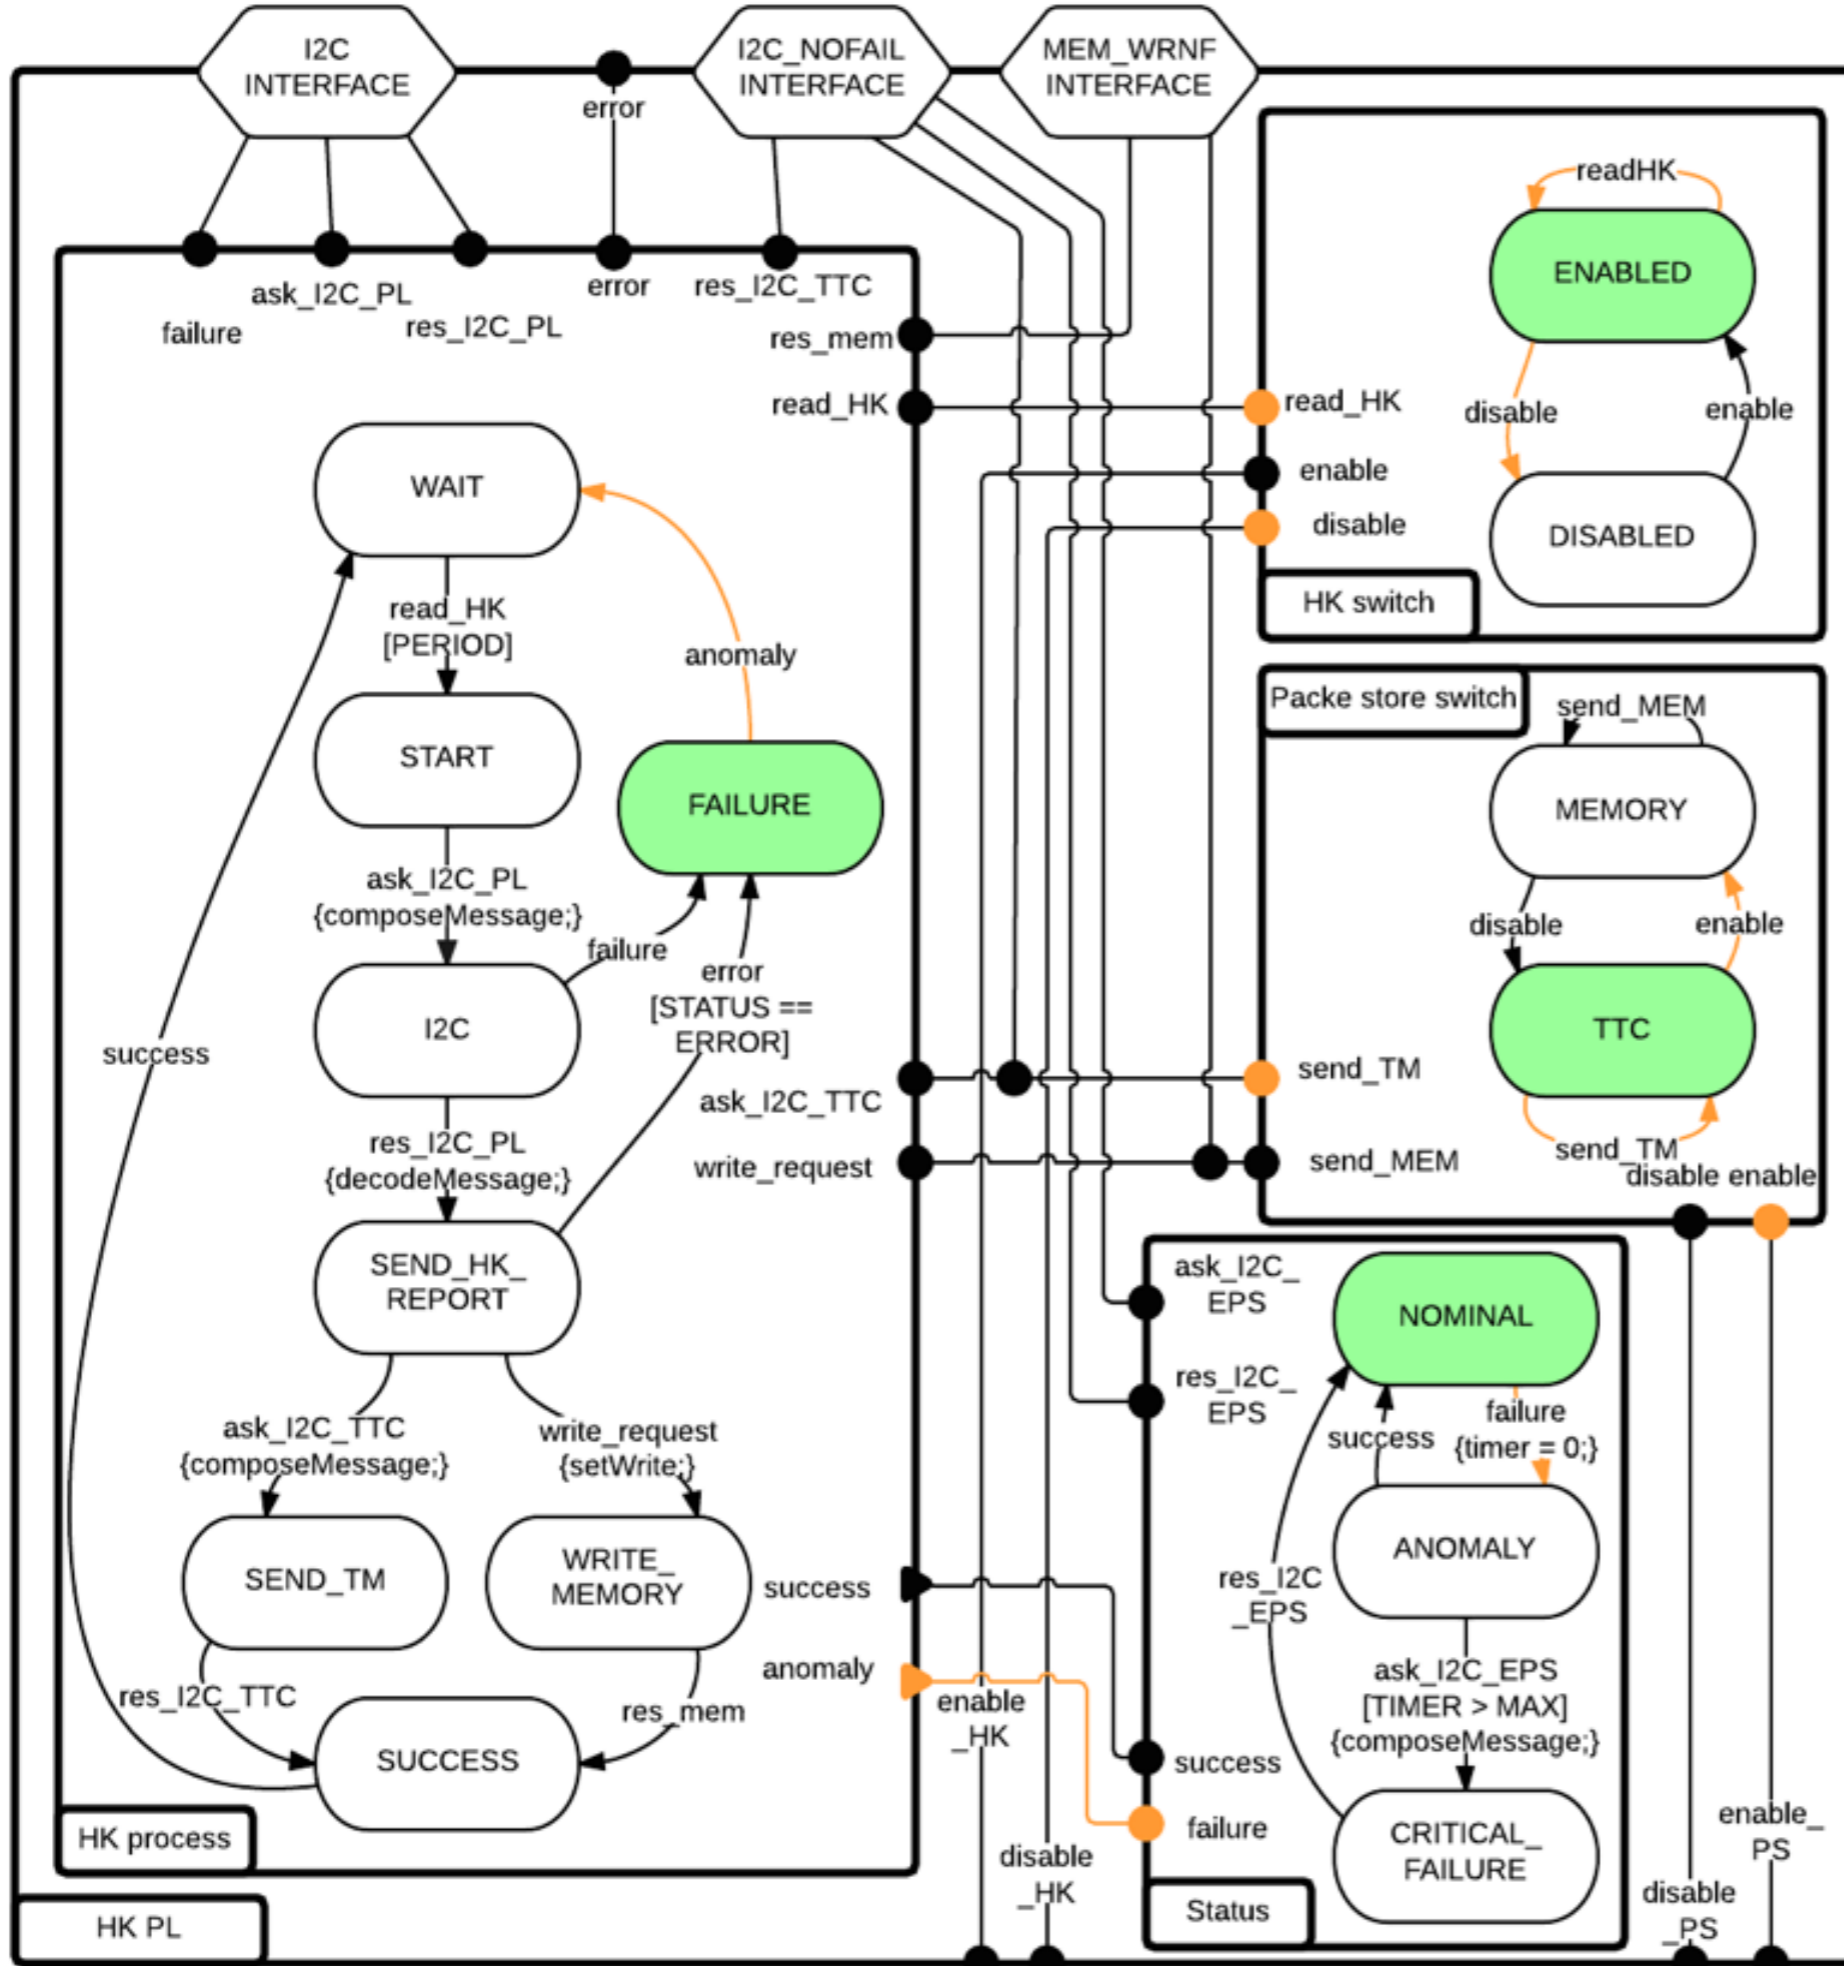 I2C
INTERFACE
error
I2C_NOFAIL
INTERFACE
MEM_WRNF
INTERFACE
failure
ask_I2C_PL
res_I2C_PL
error
res_I2C_TTC
res_mem
read_HK
WAIT
read_HK
[PERIOD]
anomaly
START
FAILURE
ask_I2C_PL
{composeMessage;}
failure
error
[STATUS ==
ERROR]
I2C
success
ask_I2C_TTC
res_I2C_PL
{decodeMessage;}
write_request
SEND_HK_
REPORT
ask_I2C_TTC
{composeMessage;}
write_request
{setWrite;}
SEND_TM
WRITE_
MEMORY
success
anomaly
res_I2C_TTC
res_mem
SUCCESS
HK process
HK PL
enable
_HK
disable
_HK
readHK
ENABLED
read_HK
disable
enable
enable
disable
DISABLED
HK switch
Packe store switch
send_MEM
MEMORY
disable
enable
TTC
send_TM
send_TM
send_MEM
disable enable
ask_I2C_
EPS
NOMINAL
res_I2C_
EPS
failure
{timer = 0;}
success
ANOMALY
res_I2C
_EPS
ask_I2C_EPS
[TIMER > MAX]
{composeMessage;}
success
failure
CRITICAL_
FAILURE
Status
disable
_PS
enable_
PS